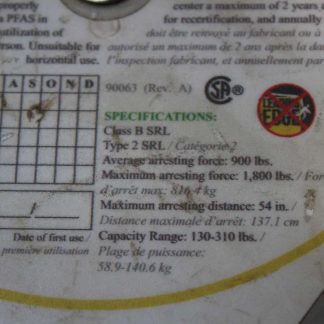 properly
a PFAS in
utilization of
rson. Unsuitable for
horizontal use.
center a maximum of 2 years
for recertification, and annually
doit être renvoyé au fabricant ou à
autorisé un maximum de 2 ans après la da
l'inspection fabricant, et annuellement par
A S O N D
90063 (Rev. A)
SPECIFICATIONS:
Class B SRL
Type 2 SRL / Catégorie 2
Average arresting force: 900 lbs.
Maximum arresting force: 1,800 lbs. / For
d'arrêt max: 816.4 kg
Maximum arresting distance: 54 in. /
Distance maximale d'arrêt: 137.1 cm
Capacity Range: 130-310 lbs. /
Plage de puissance:
58.9-140.6 kg
Date of first use /
première utilisation
LEADING
EDGE